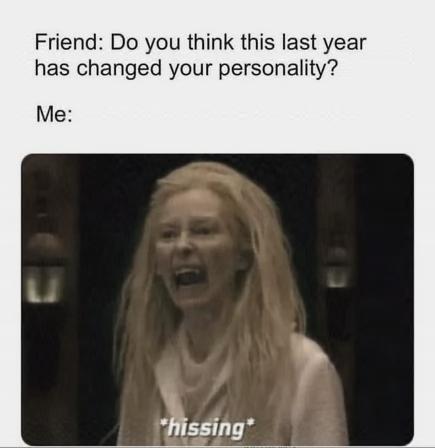 Friend: Do you think this last year
has changed your personality?
Me:
*hissing*